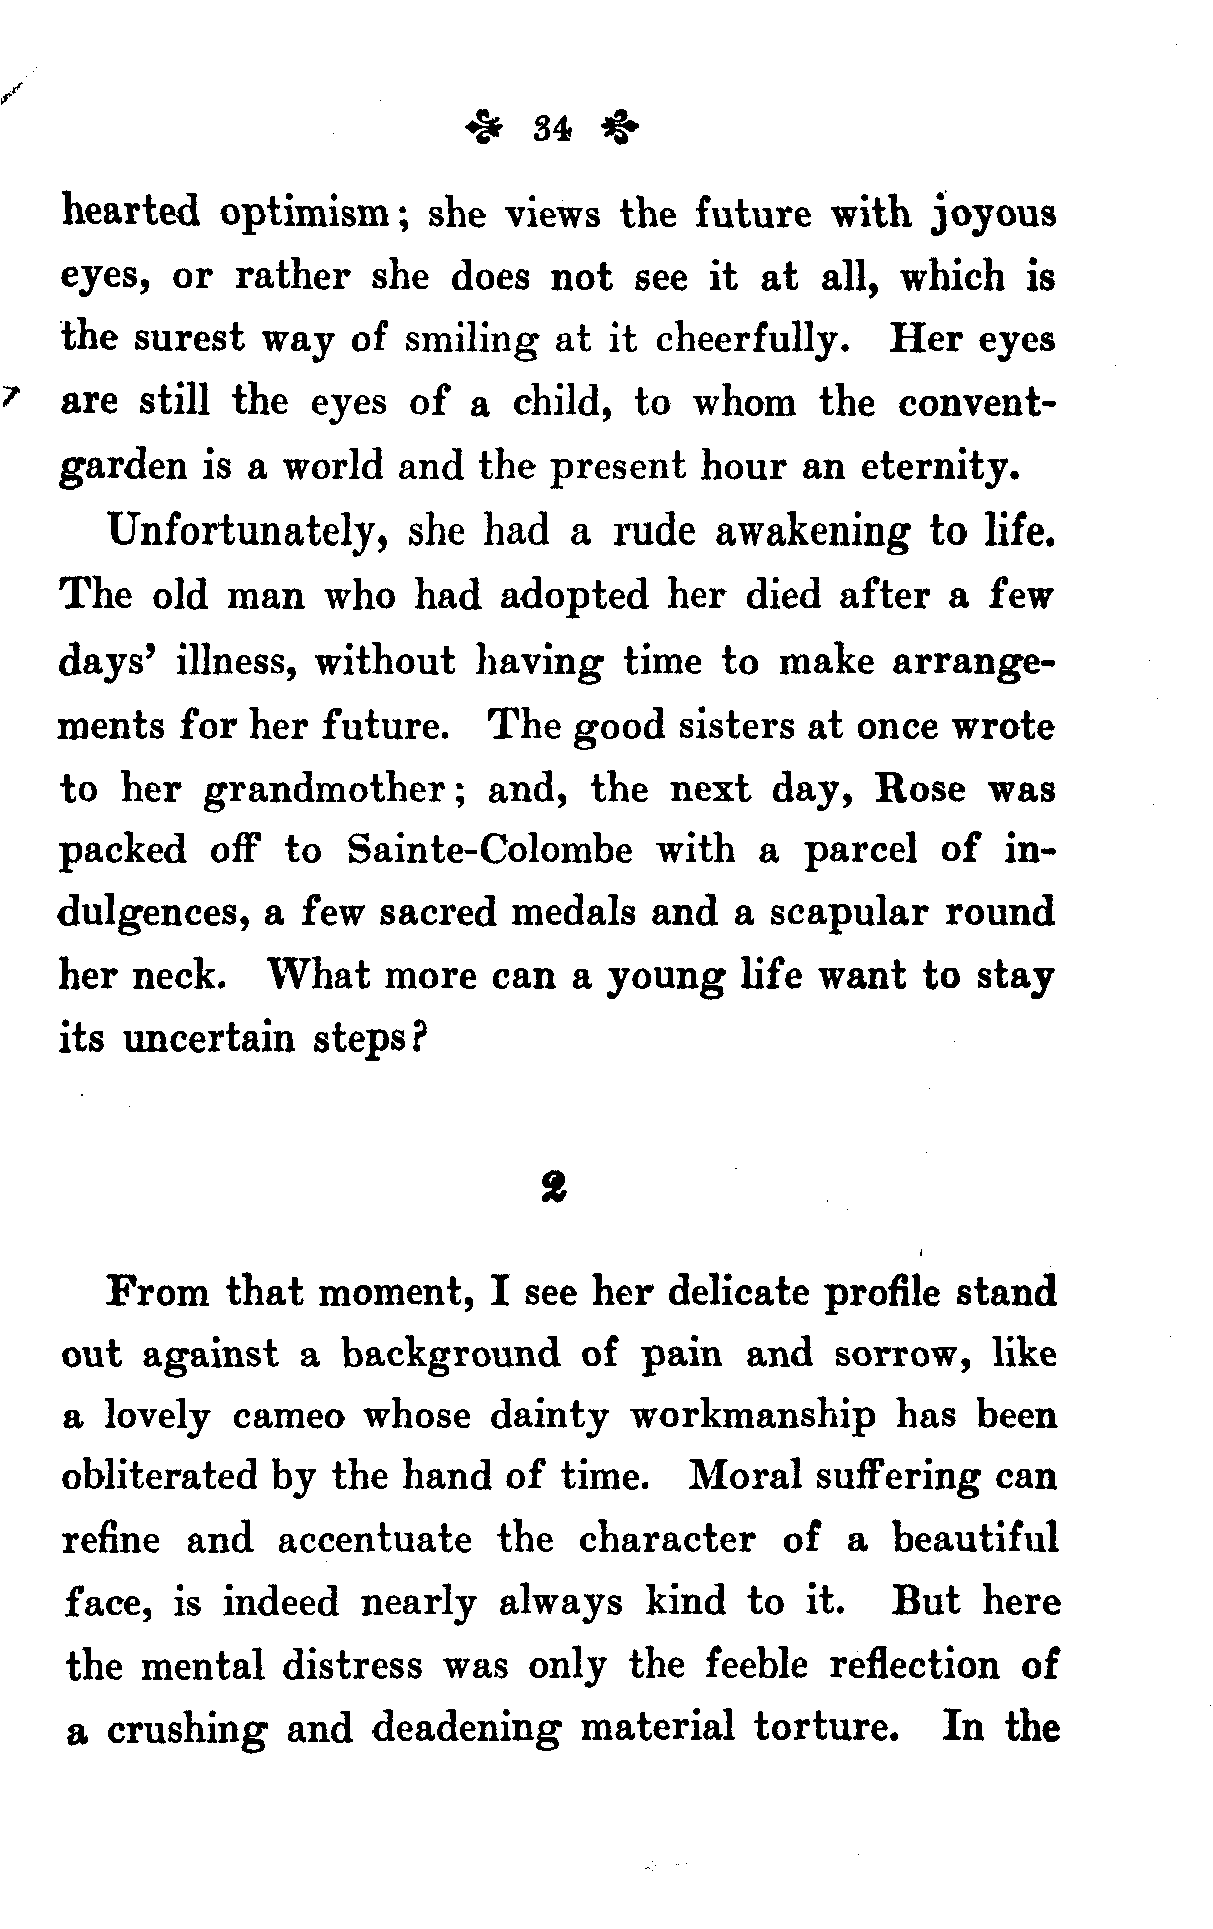 34
hearted optimism; she views the future with joyous
eyes, or rather she does not see it at all, which is
the surest way of smiling at it cheerfully. Her eyes
are still the eyes of a child, to whom the convent-
garden is a world and the present hour an eternity.
Unfortunately, she had a rude awakening to life.
The old man who had adopted her died after a few
days' illness, without having time to make arrange-
ments for her future. The good sisters at once wrote
to her grandmother; and, the next day, Rose was
packed off to Sainte-Colombe with a parcel of in-
dulgences, a few sacred medals and a scapular round
her neck. What more can a young life want to stay
its uncertain steps?
2
From that moment, I see her delicate profile stand
out against a background of pain and sorrow, like
a lovely cameo whose dainty workmanship has been
obliterated by the hand of time. Moral suffering can
refine and accentuate the character of a beautiful
face, is indeed nearly always kind to it. But here
the mental distress was only the feeble reflection of
a crushing and deadening material torture. In the